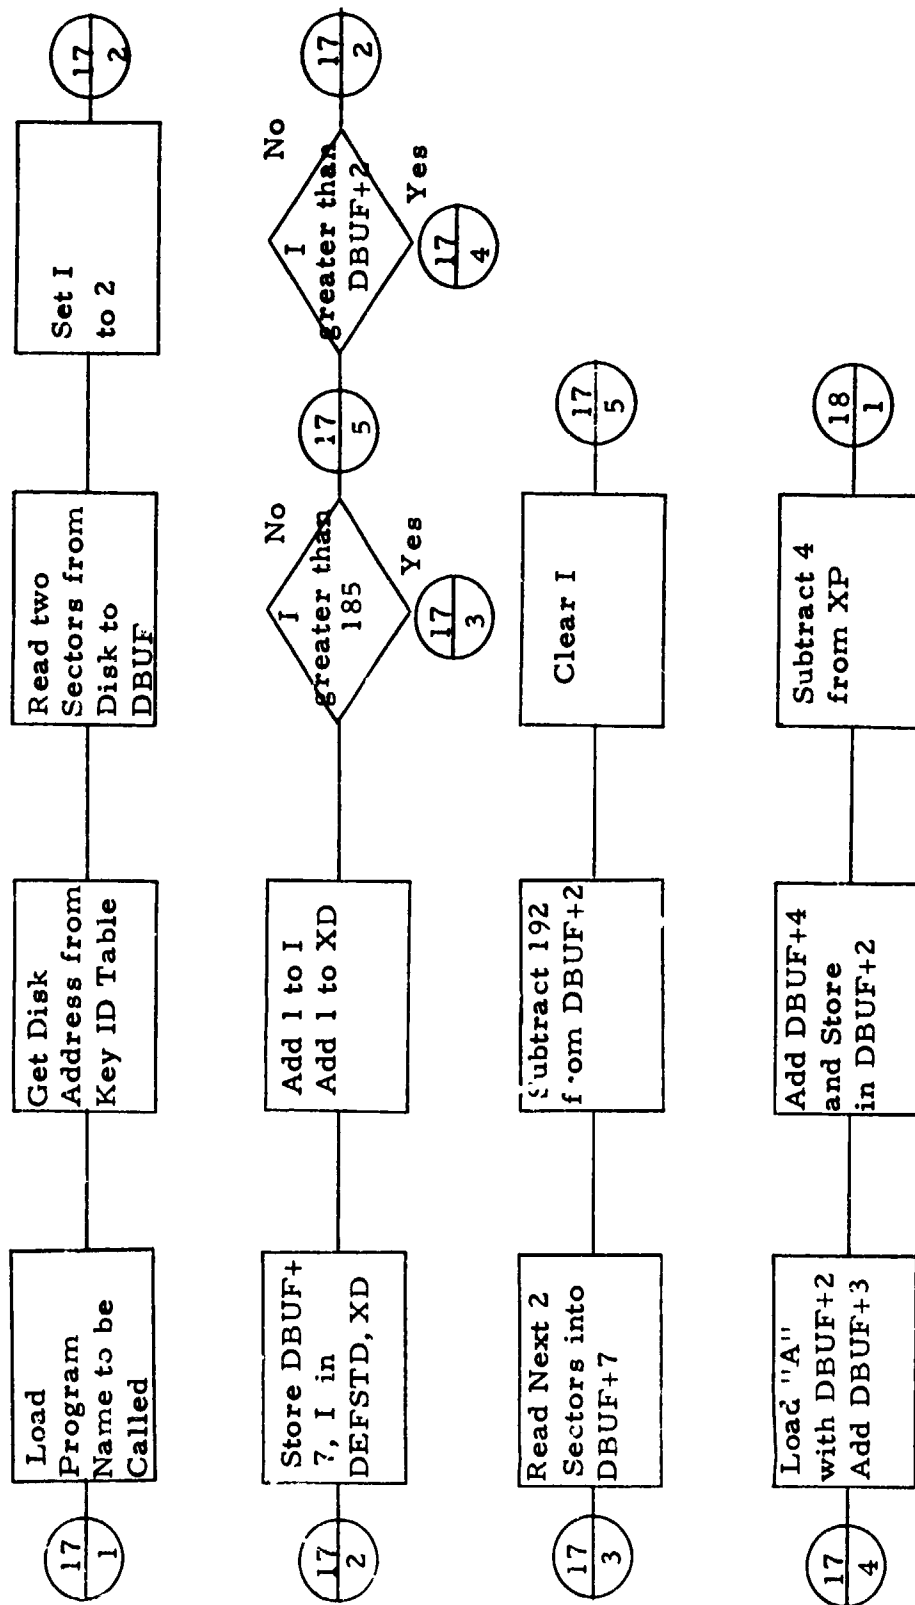 17
1
Load
Program
Name to be
Called
Get Disk
Address from
Key ID Table
Read two
Sectors from
Disk to
DBUF
Set I
to 2
17
2
17
2
Store DBUF+
7, I in
DEFSTD, XD
Add 1 to I
Add 1 to XD
I
greater than
185
No
Yes
17
3
17
5
I
greater than
DBUF+2
No
Yes
17
4
17
2
17
3
Read Next 2
Sectors into
DBUF+7
Subtract 192
from DBUF+2
Clear I
17
5
17
4
Load "A"
with DBUF+2
Add DBUF+3
Add DBUF+4
and Store
in DBUF+2
Subtract 4
from XP
18
1